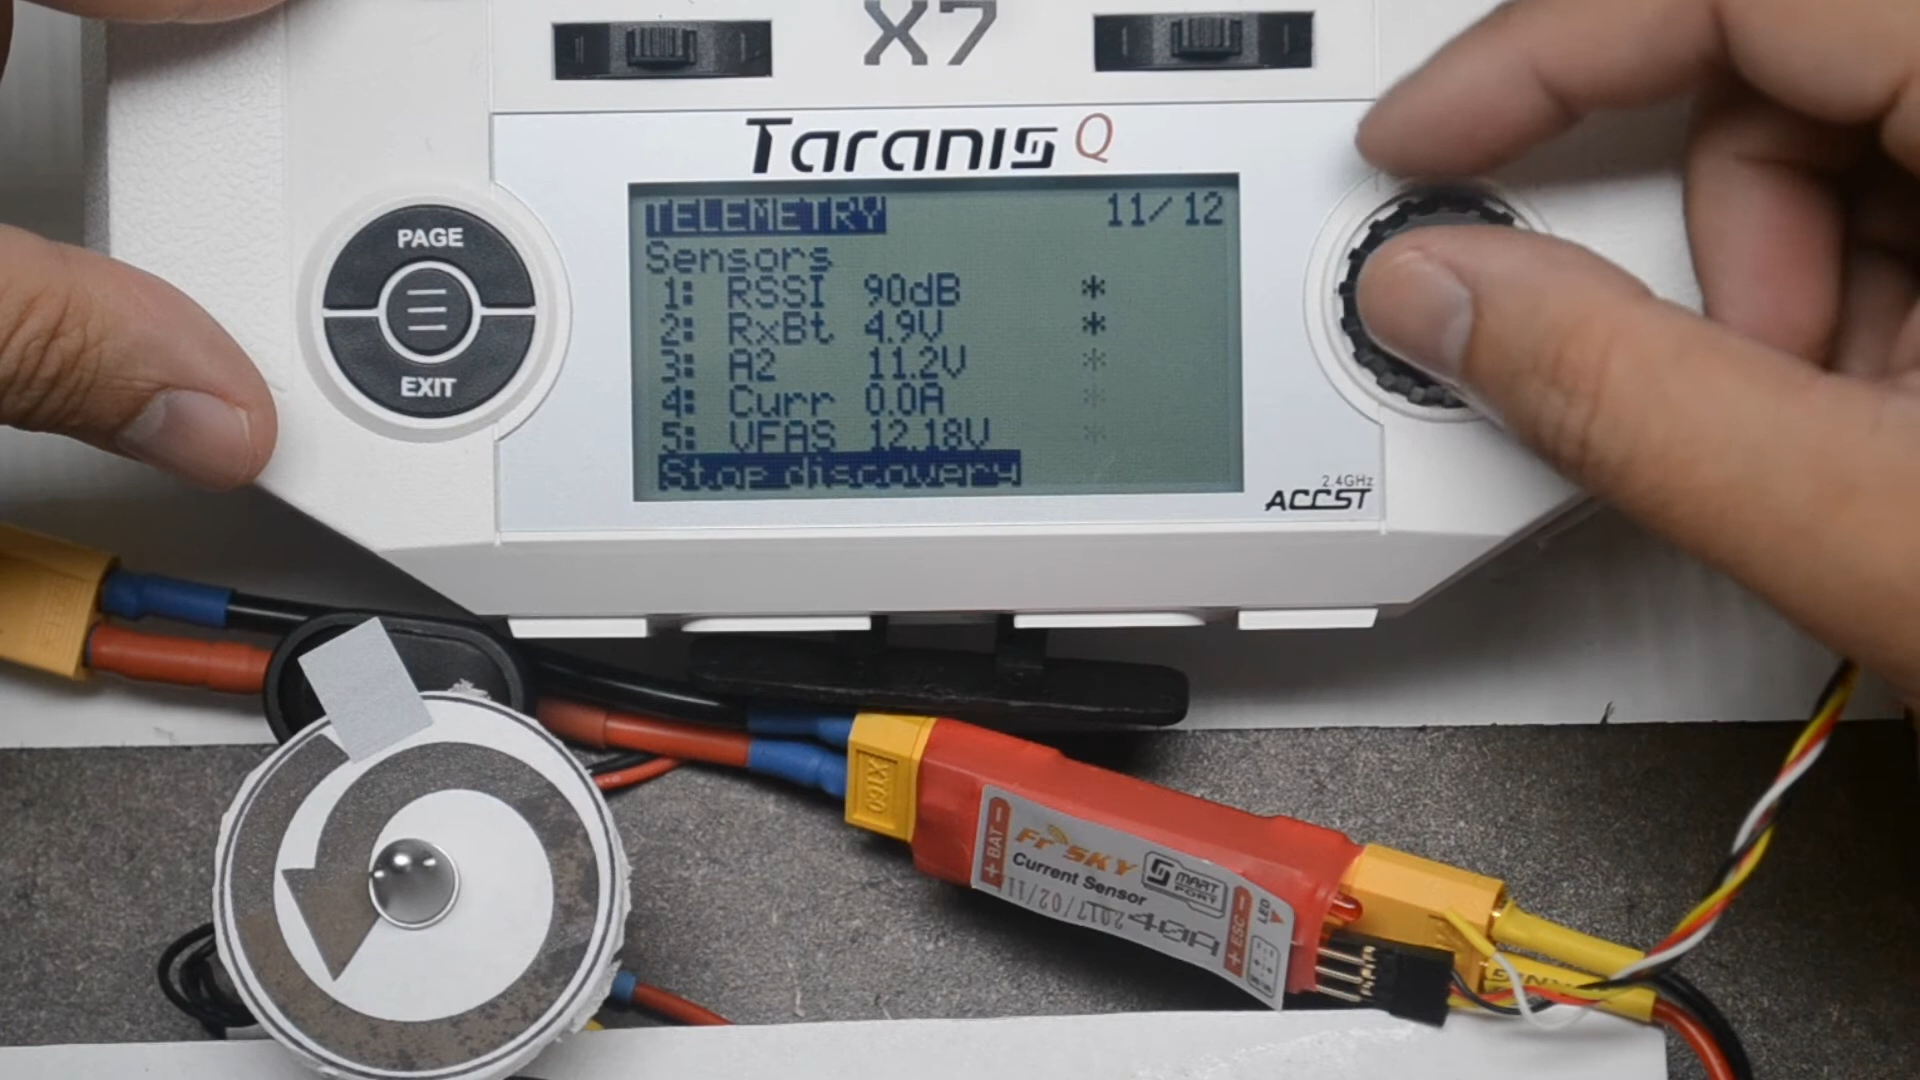 X7
Taranis Q
PAGE
EXIT
TELEMETRY 11/12
Sensors
1: RSSI 90dB *
2: RxBt 4.9V *
3: A2 11.2V *
4: Curr 0.0A *
5: VFAS 12.18V *
Stop discovery
2.4GHz
ACCST
XT60
+ BAT -
FrSKY
Current Sensor
2017/02/11
40A
SMART
PORT
+ ESC -
LED